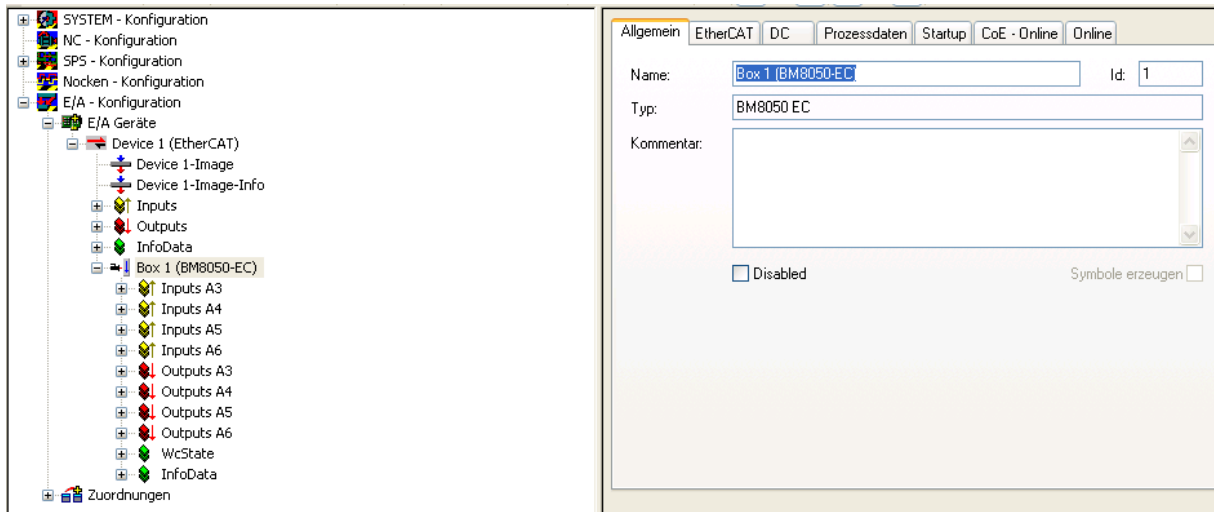 SYSTEM - Konfiguration
NC - Konfiguration
SPS - Konfiguration
Nocken - Konfiguration
E/A - Konfiguration
E/A Geräte
Device 1 (EtherCAT)
Device 1-Image
Device 1-Image-Info
Inputs
Outputs
InfoData
Box 1 (BM8050-EC)
Inputs A3
Inputs A4
Inputs A5
Inputs A6
Outputs A3
Outputs A4
Outputs A5
Outputs A6
WcState
InfoData
Zuordnungen
Allgemein EtherCAT DC Prozessdaten Startup CoE - Online Online
Name: Box 1 (BM8050-EC) Id: 1
Typ: BM8050 EC
Kommentar:
Disabled Symbole erzeugen